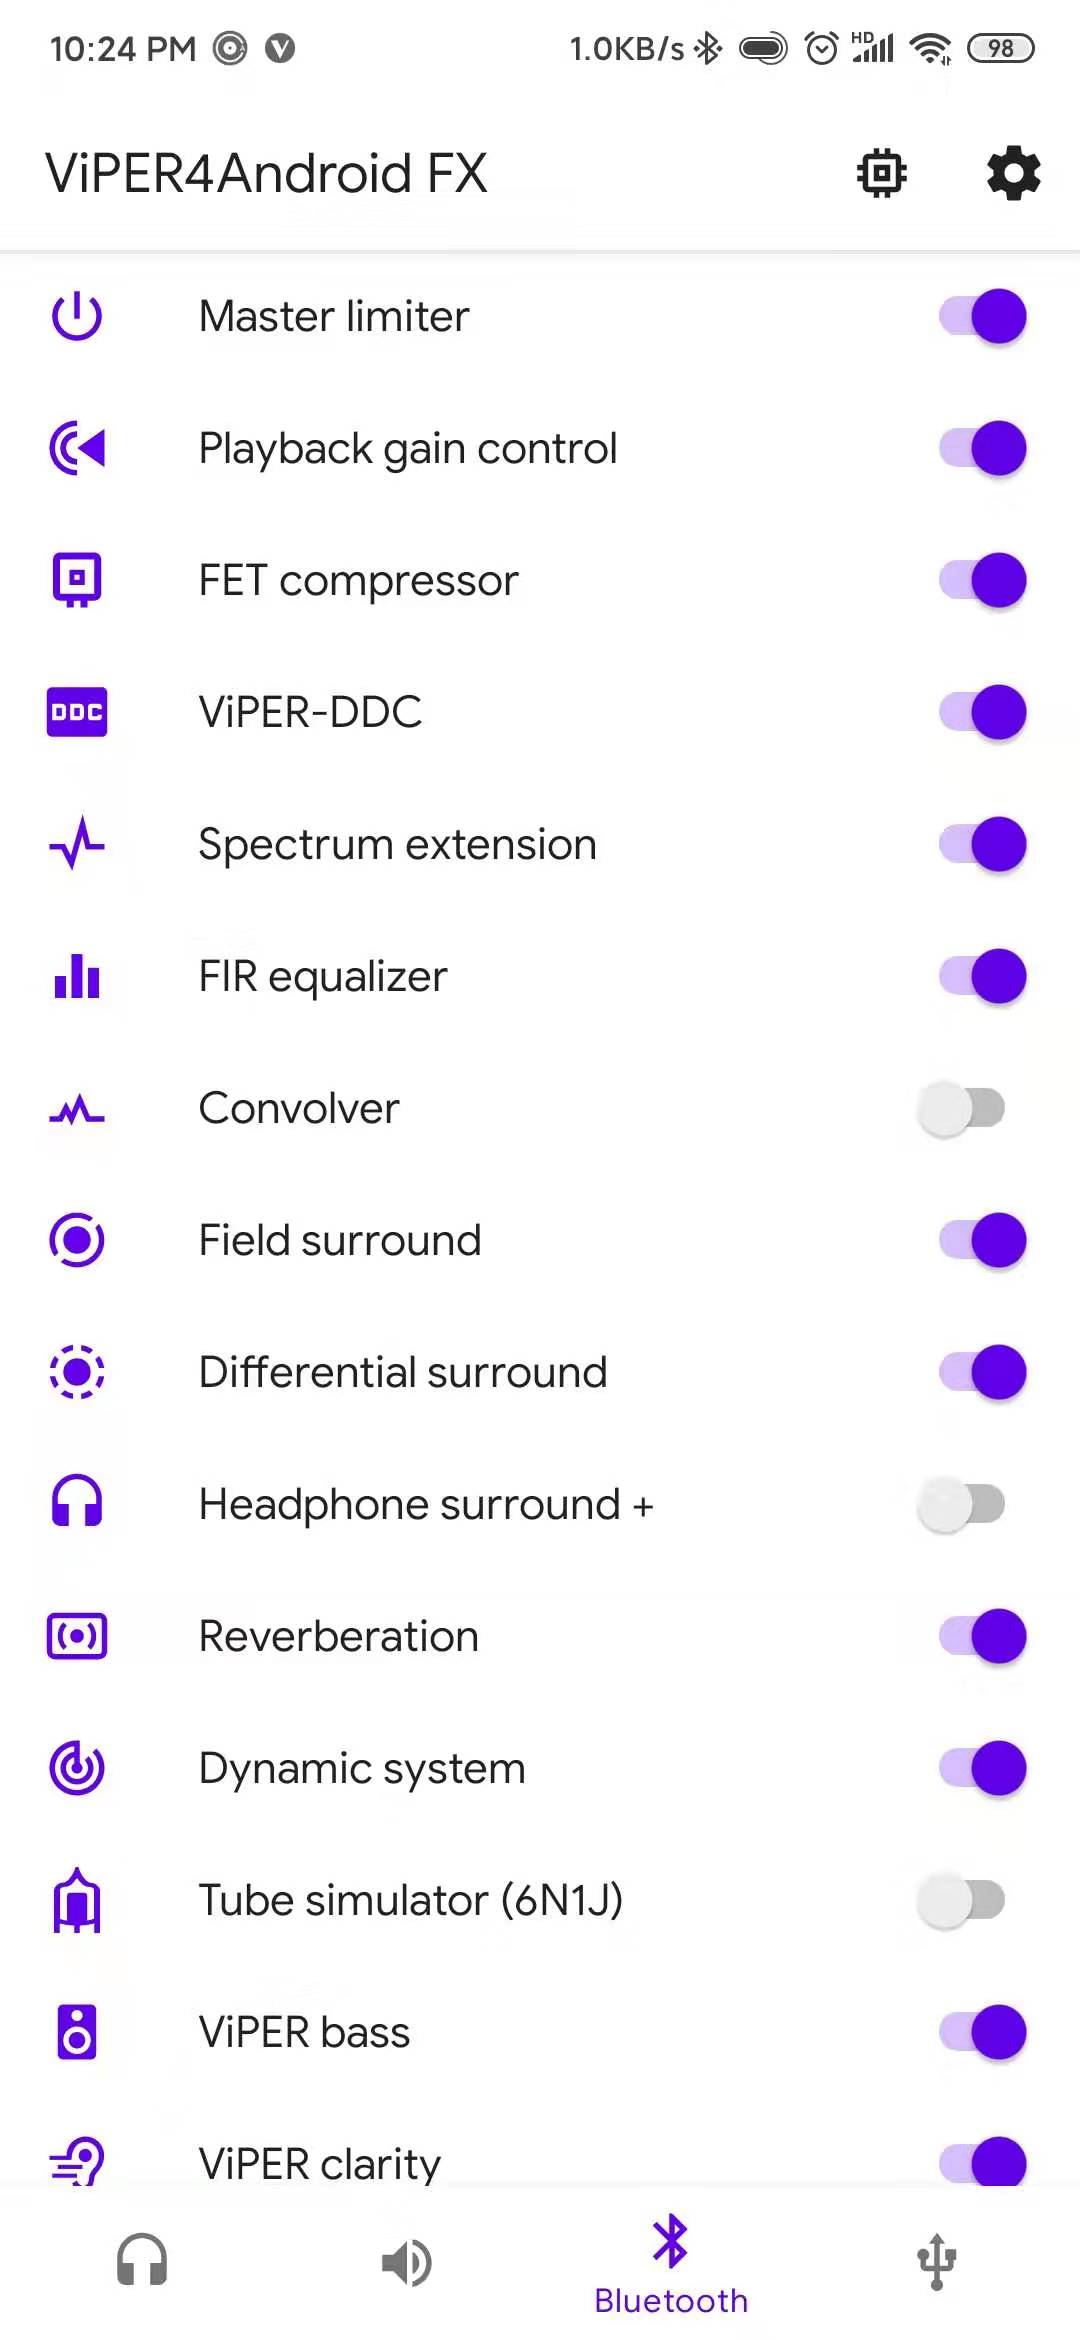 10:24 PM 1.0KB/s HD 98
ViPER4Android FX
Master limiter
Playback gain control
FET compressor
DDC ViPER-DDC
Spectrum extension
FIR equalizer
Convolver
Field surround
Differential surround
Headphone surround +
Reverberation
Dynamic system
Tube simulator (6N1J)
ViPER bass
ViPER clarity
Bluetooth